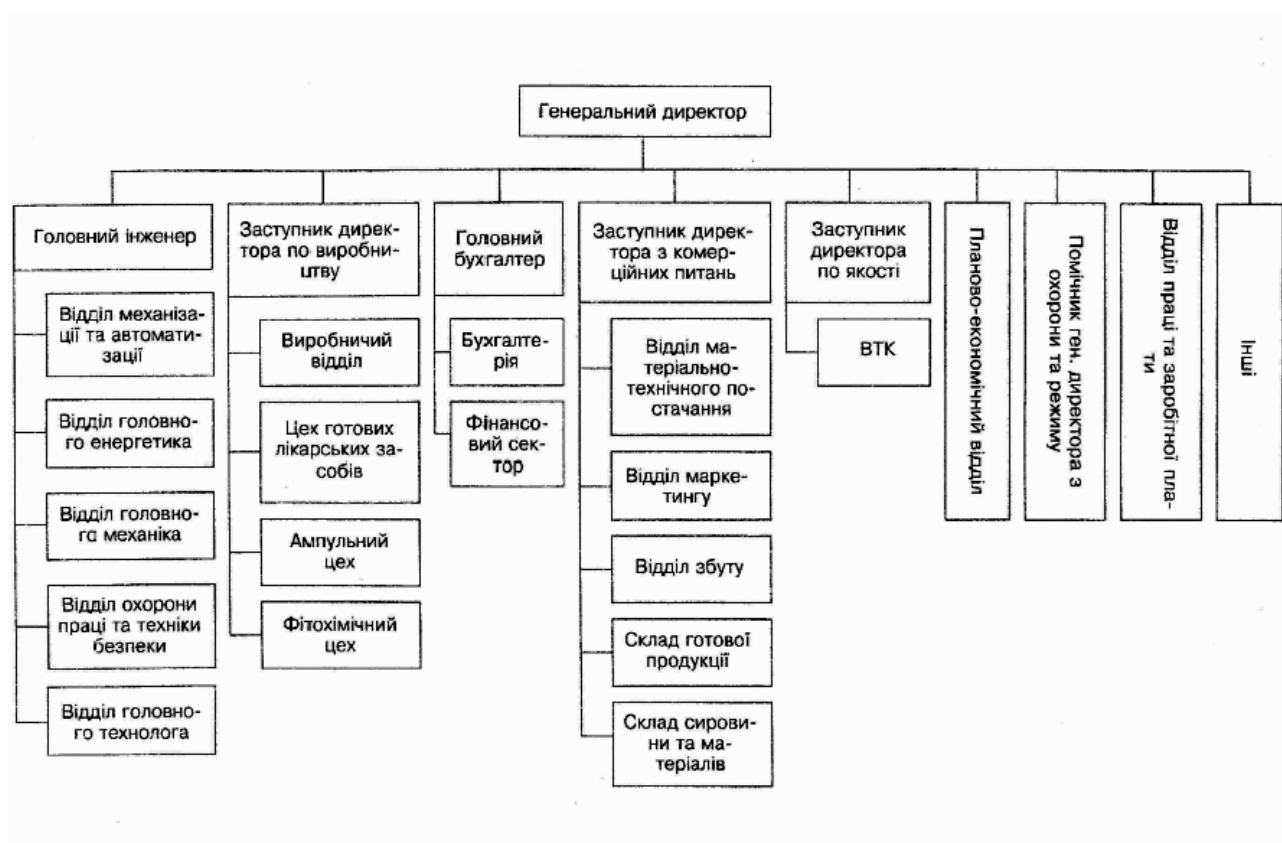 Генеральний директор
Головний інженер
Відділ механіза-
ції та автомати-
зації
Відділ головно-
го енергетика
Відділ головно-
го механіка
Відділ охорони
праці та техніки
безпеки
Відділ головно-
го технолога
Заступник дирек-
тора по виробни-
цтву
Виробничий
відділ
Цех готових
лікарських за-
собів
Ампульний
цех
Фітохімічний
цех
Головний
бухгалтер
Бухгалте-
рія
Фінансо-
вий сек-
тор
Заступник дирек-
тора з комер-
ційних питань
Відділ ма-
теріально-
технічного по-
стачання
Відділ марке-
тингу
Відділ збуту
Склад готової
продукції
Склад сирови-
ни та ма-
теріалів
Заступник
директора
по якості
ВТК
Планово-економічний відділ
Помічник ген. директора з
охорони та режиму
Відділ праці та заробітної пла-
ти
Інші